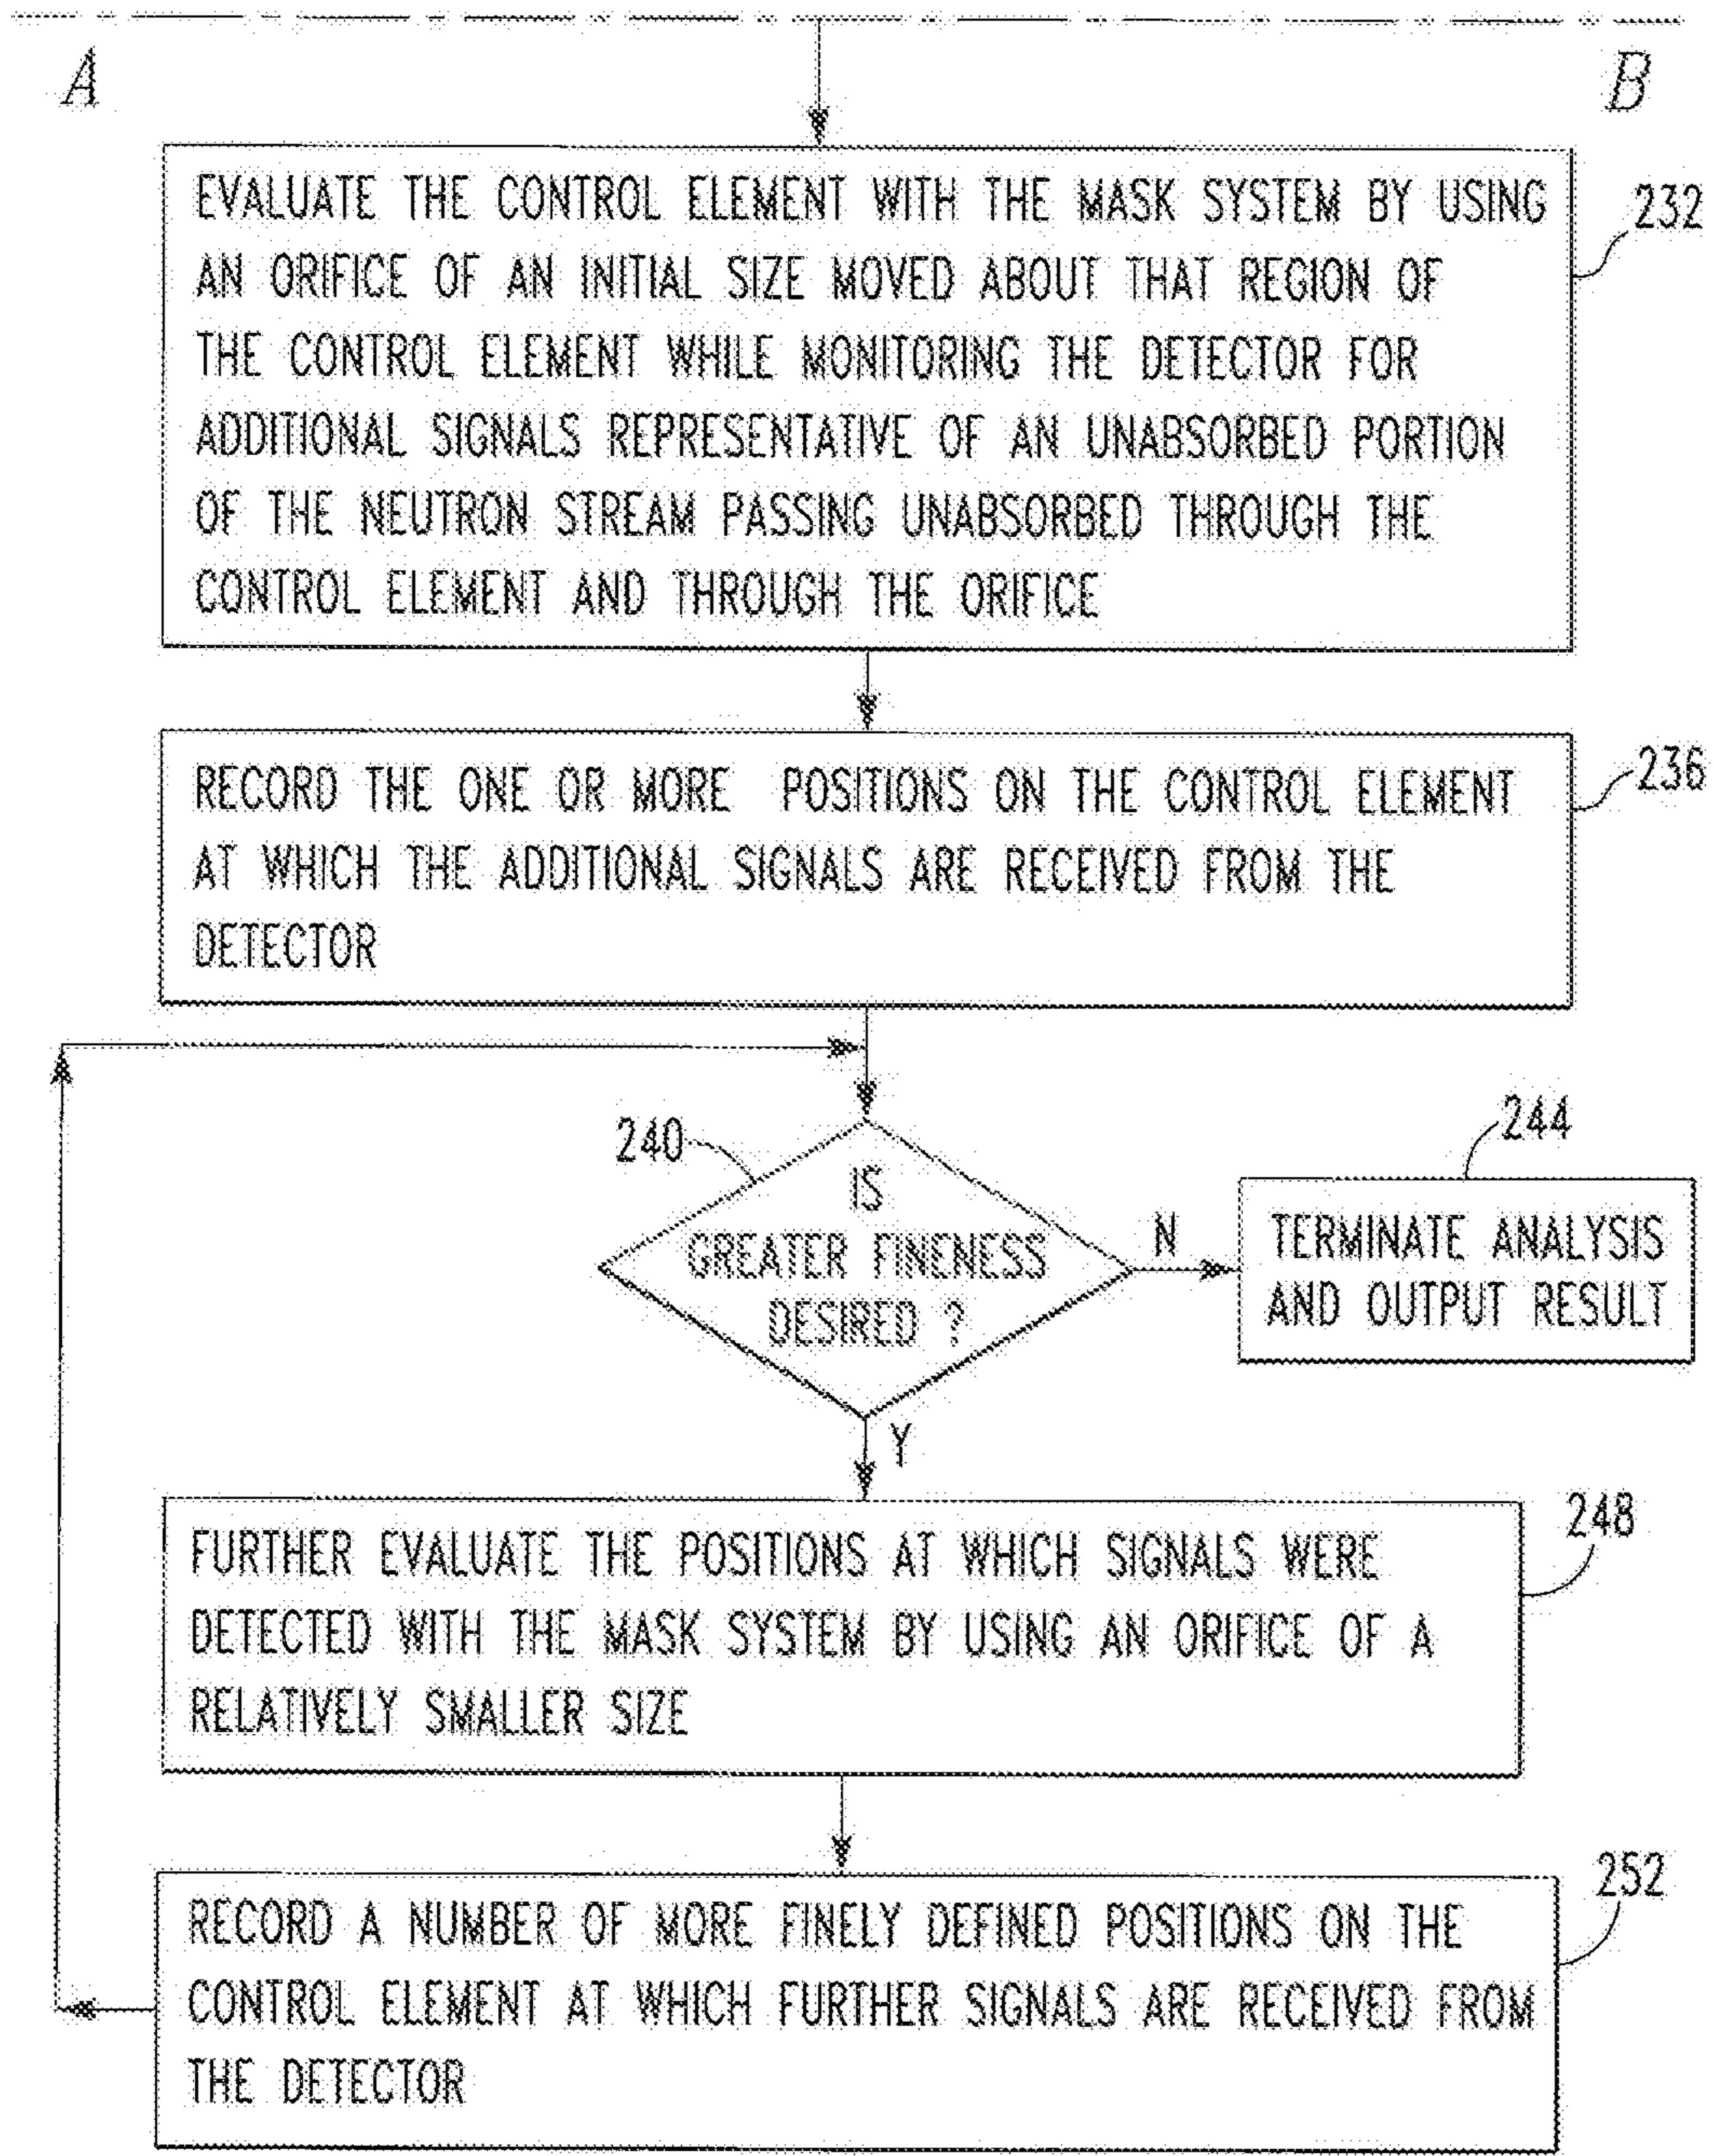 A
B
EVALUATE THE CONTROL ELEMENT WITH THE MASK SYSTEM BY USING
AN ORIFICE OF AN INITIAL SIZE MOVED ABOUT THAT REGION OF
THE CONTROL ELEMENT WHILE MONITORING THE DETECTOR FOR
ADDITIONAL SIGNALS REPRESENTATIVE OF AN UNABSORBED PORTION
OF THE NEUTRON STREAM PASSING UNABSORBED THROUGH THE
CONTROL ELEMENT AND THROUGH THE ORIFICE
232
RECORD THE ONE OR MORE POSITIONS ON THE CONTROL ELEMENT
AT WHICH THE ADDITIONAL SIGNALS ARE RECEIVED FROM THE
DETECTOR
236
240
IS
GREATER FINENESS
DESIRED ?
N
244
TERMINATE ANALYSIS
AND OUTPUT RESULT
Y
FURTHER EVALUATE THE POSITIONS AT WHICH SIGNALS WERE
DETECTED WITH THE MASK SYSTEM BY USING AN ORIFICE OF A
RELATIVELY SMALLER SIZE
248
RECORD A NUMBER OF MORE FINELY DEFINED POSITIONS ON THE
CONTROL ELEMENT AT WHICH FURTHER SIGNALS ARE RECEIVED FROM
THE DETECTOR
252